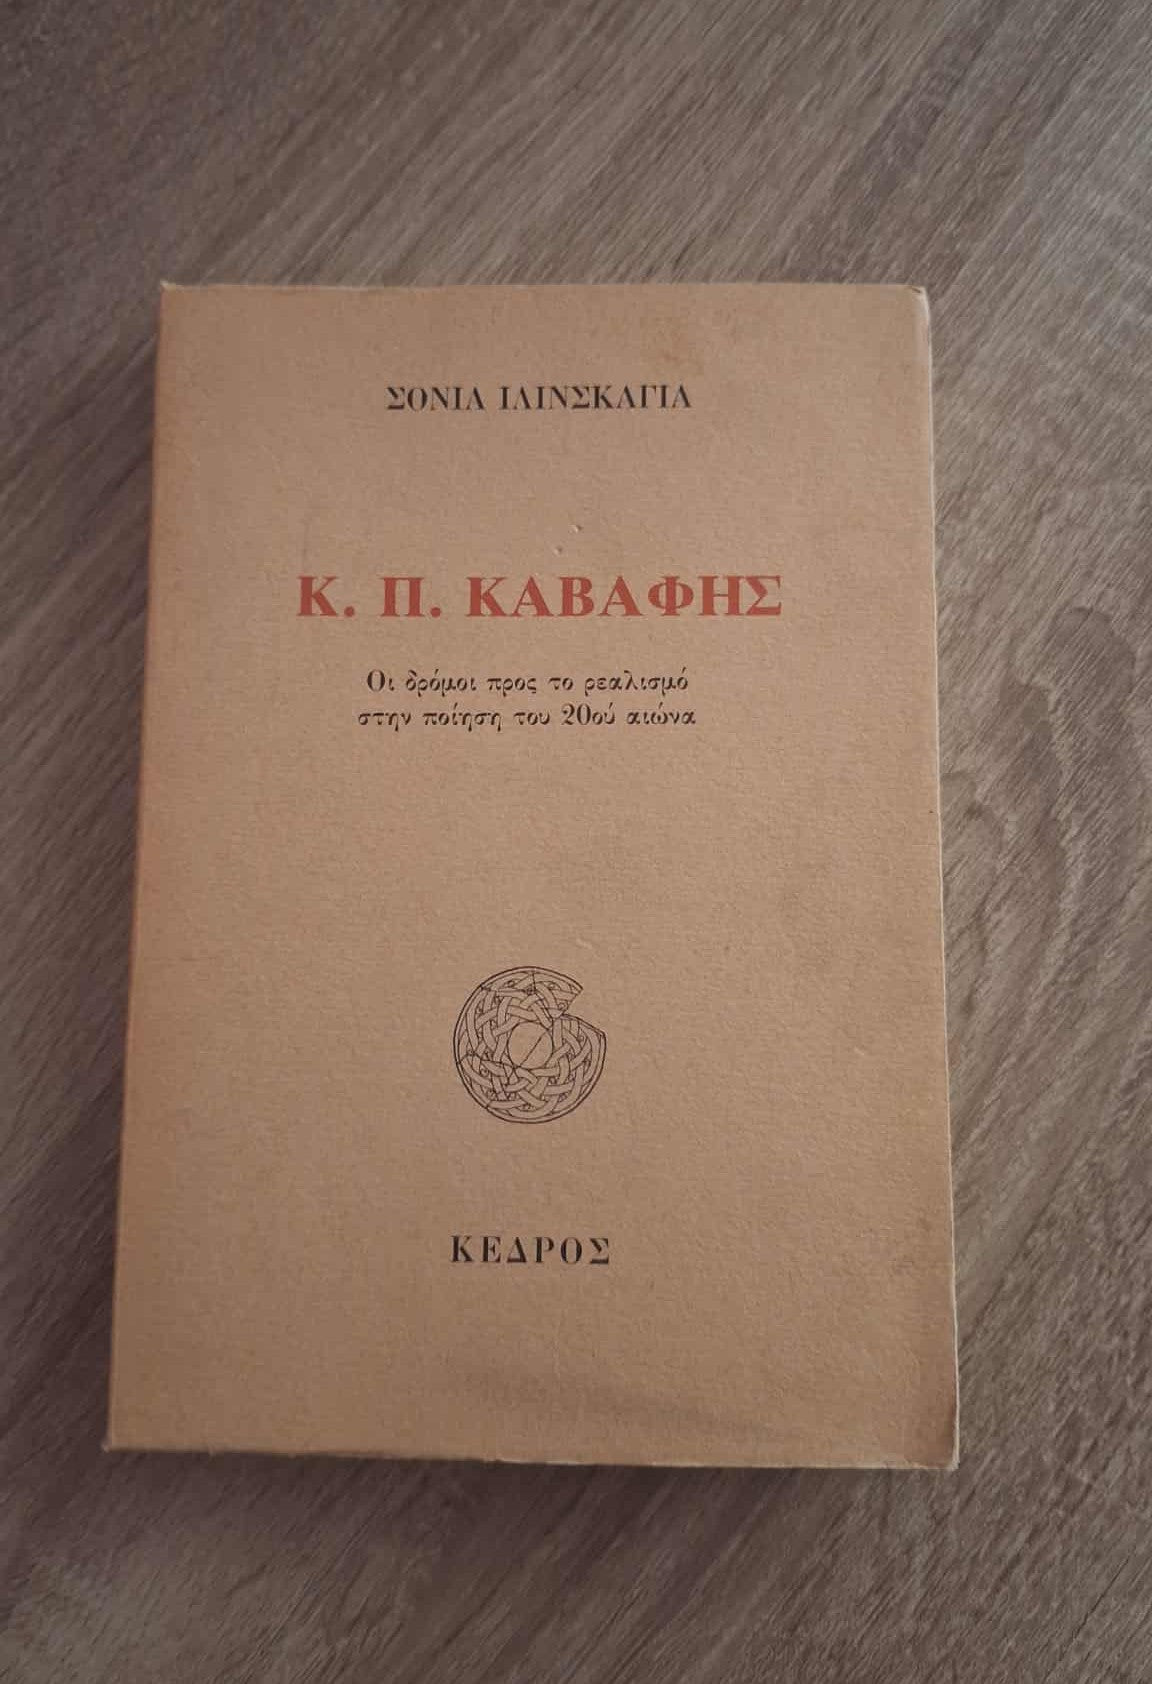 ΣΟΝΙΑ ΙΛΙΝΣΚΑΓΙΑ
Κ. Π. ΚΑΒΑΦΗΣ
Οι δρόμοι προς το ρεαλισμό
στην ποίηση του 20ού αιώνα
ΚΕΔΡΟΣ